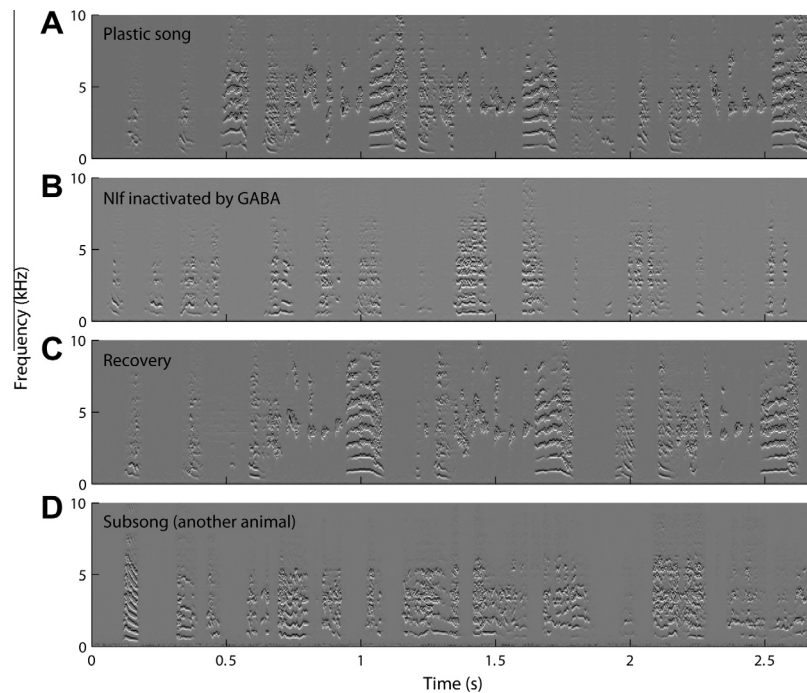 A
Plastic song
10
5
0
B
NIf inactivated by GABA
10
5
0
C
Recovery
10
5
0
D
Subsong (another animal)
10
5
0
Frequency (kHz)
0 0.5 1 1.5 2 2.5
Time (s)